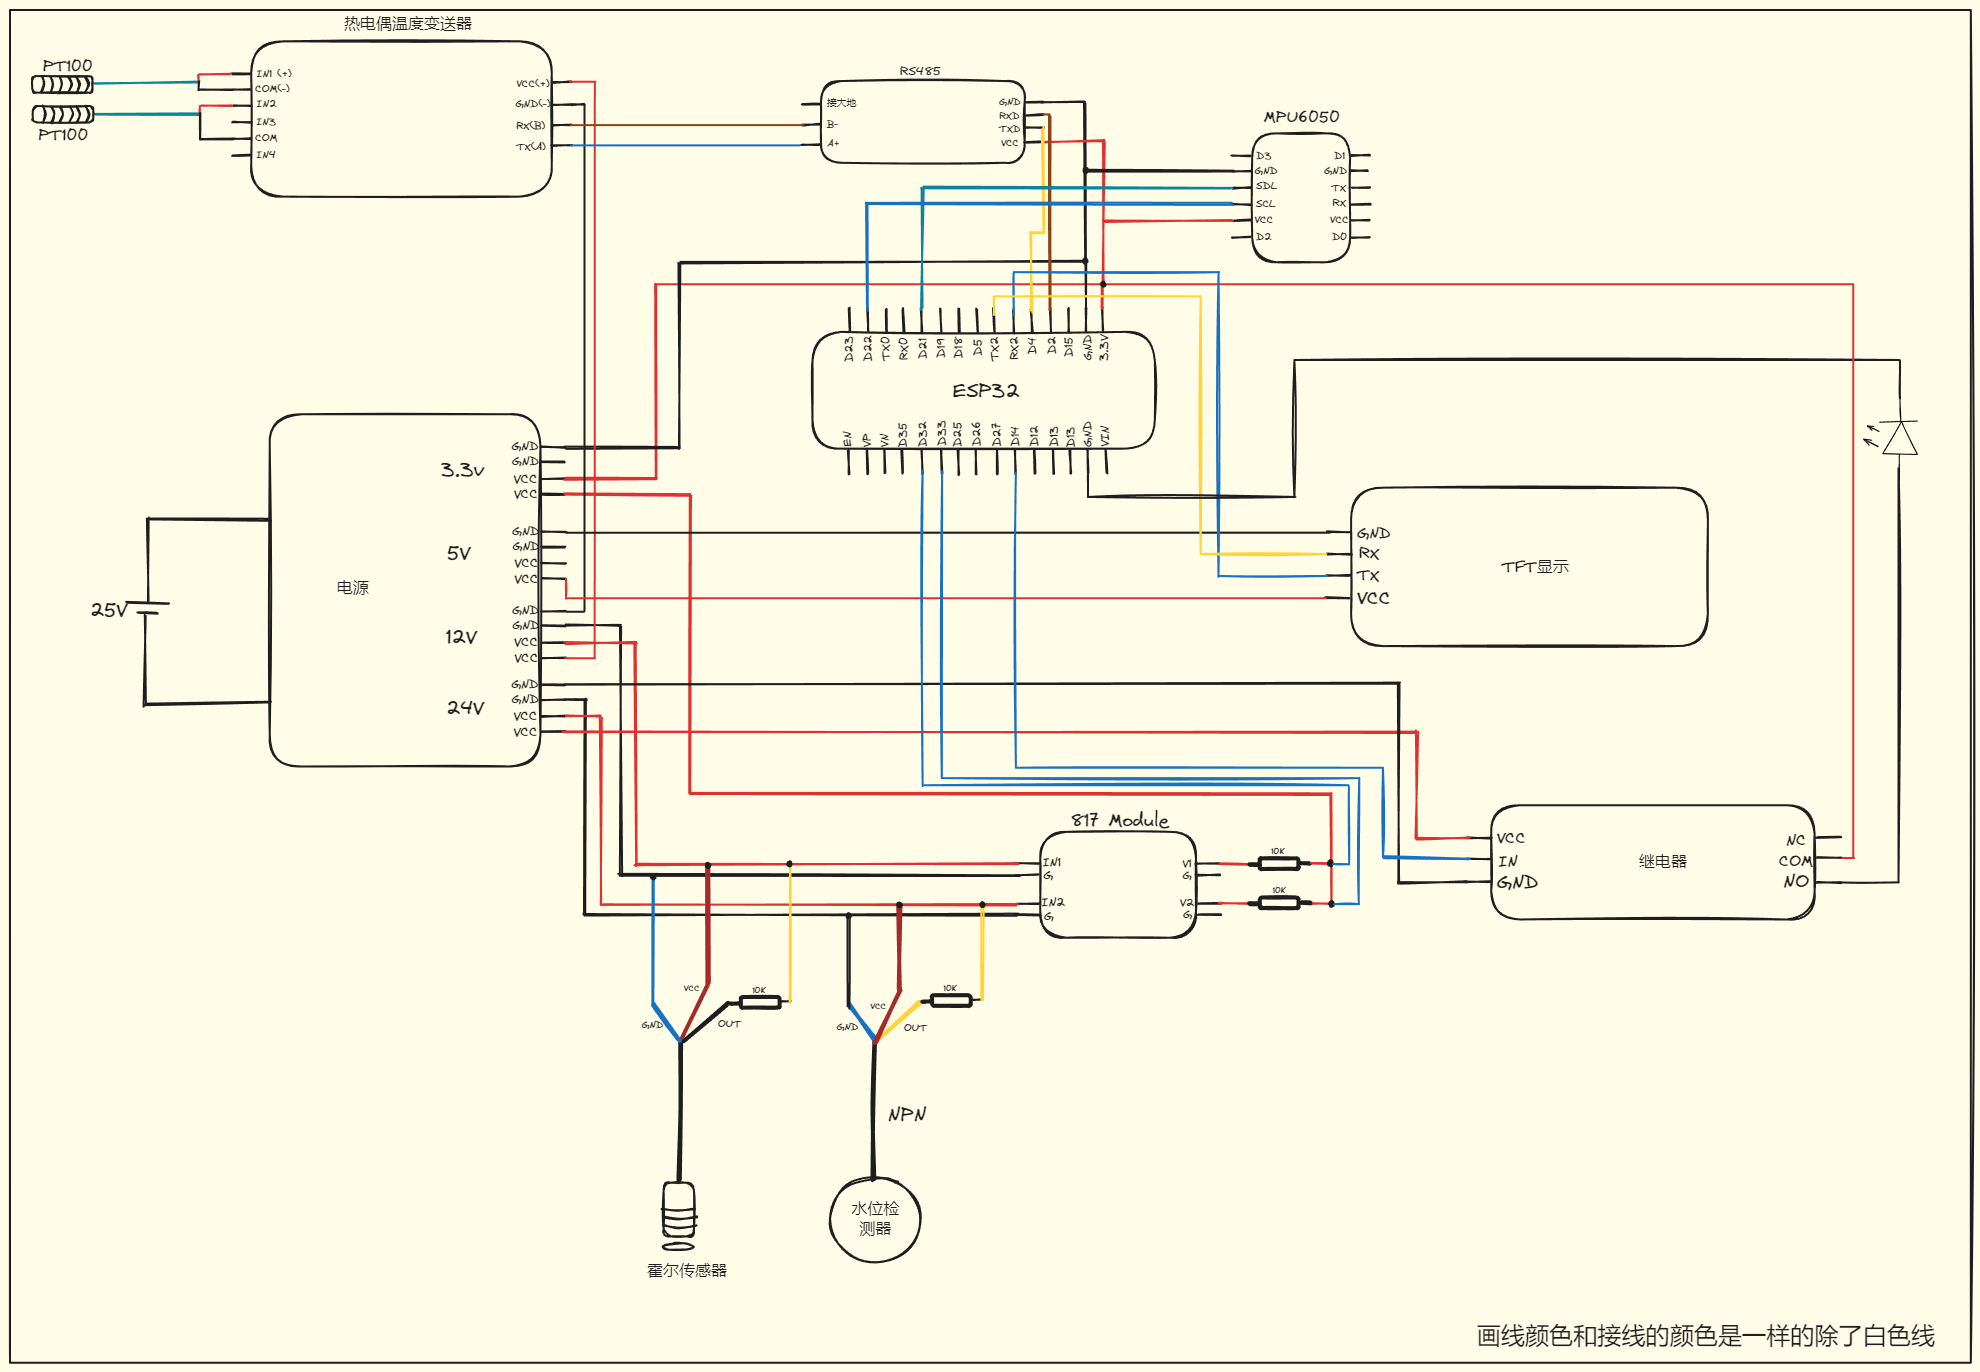 热电偶温度变送器
PT100
PT100
IN1 (+)
COM(-)
IN2
IN3
COM
IN4
VCC(+)
GND(-)
RX(B)
TX(A)
RS485
接大地
B-
A+
GND
RXD
TXD
VCC
MPU6050
D3
GND
SDL
SCL
VCC
D2
D1
GND
TX
RX
VCC
D0
D23
D22
TX0
RX0
D21
D19
D18
D5
TX2
RX2
D4
D2
D15
GND
3.3V
ESP32
EN
VP
VN
D35
D32
D33
D25
D26
D27
D14
D12
D13
D13
GND
VIN
25V
电源
3.3v
GND
GND
VCC
VCC
5V
GND
GND
VCC
VCC
12V
GND
GND
VCC
VCC
24V
GND
GND
VCC
VCC
GND
RX
TX
VCC
TFT显示
817 Module
IN1
G
IN2
G
V1
G
V2
G
10K
10K
VCC
IN
GND
继电器
NC
COM
NO
VCC
GND
OUT
10K
VCC
GND
OUT
10K
NPN
水位检
测器
霍尔传感器
画线颜色和接线的颜色是一样的除了白色线